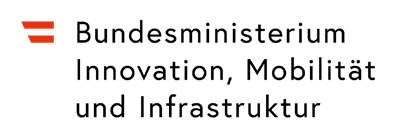 Bundesministerium
Innovation, Mobilität
und Infrastruktur